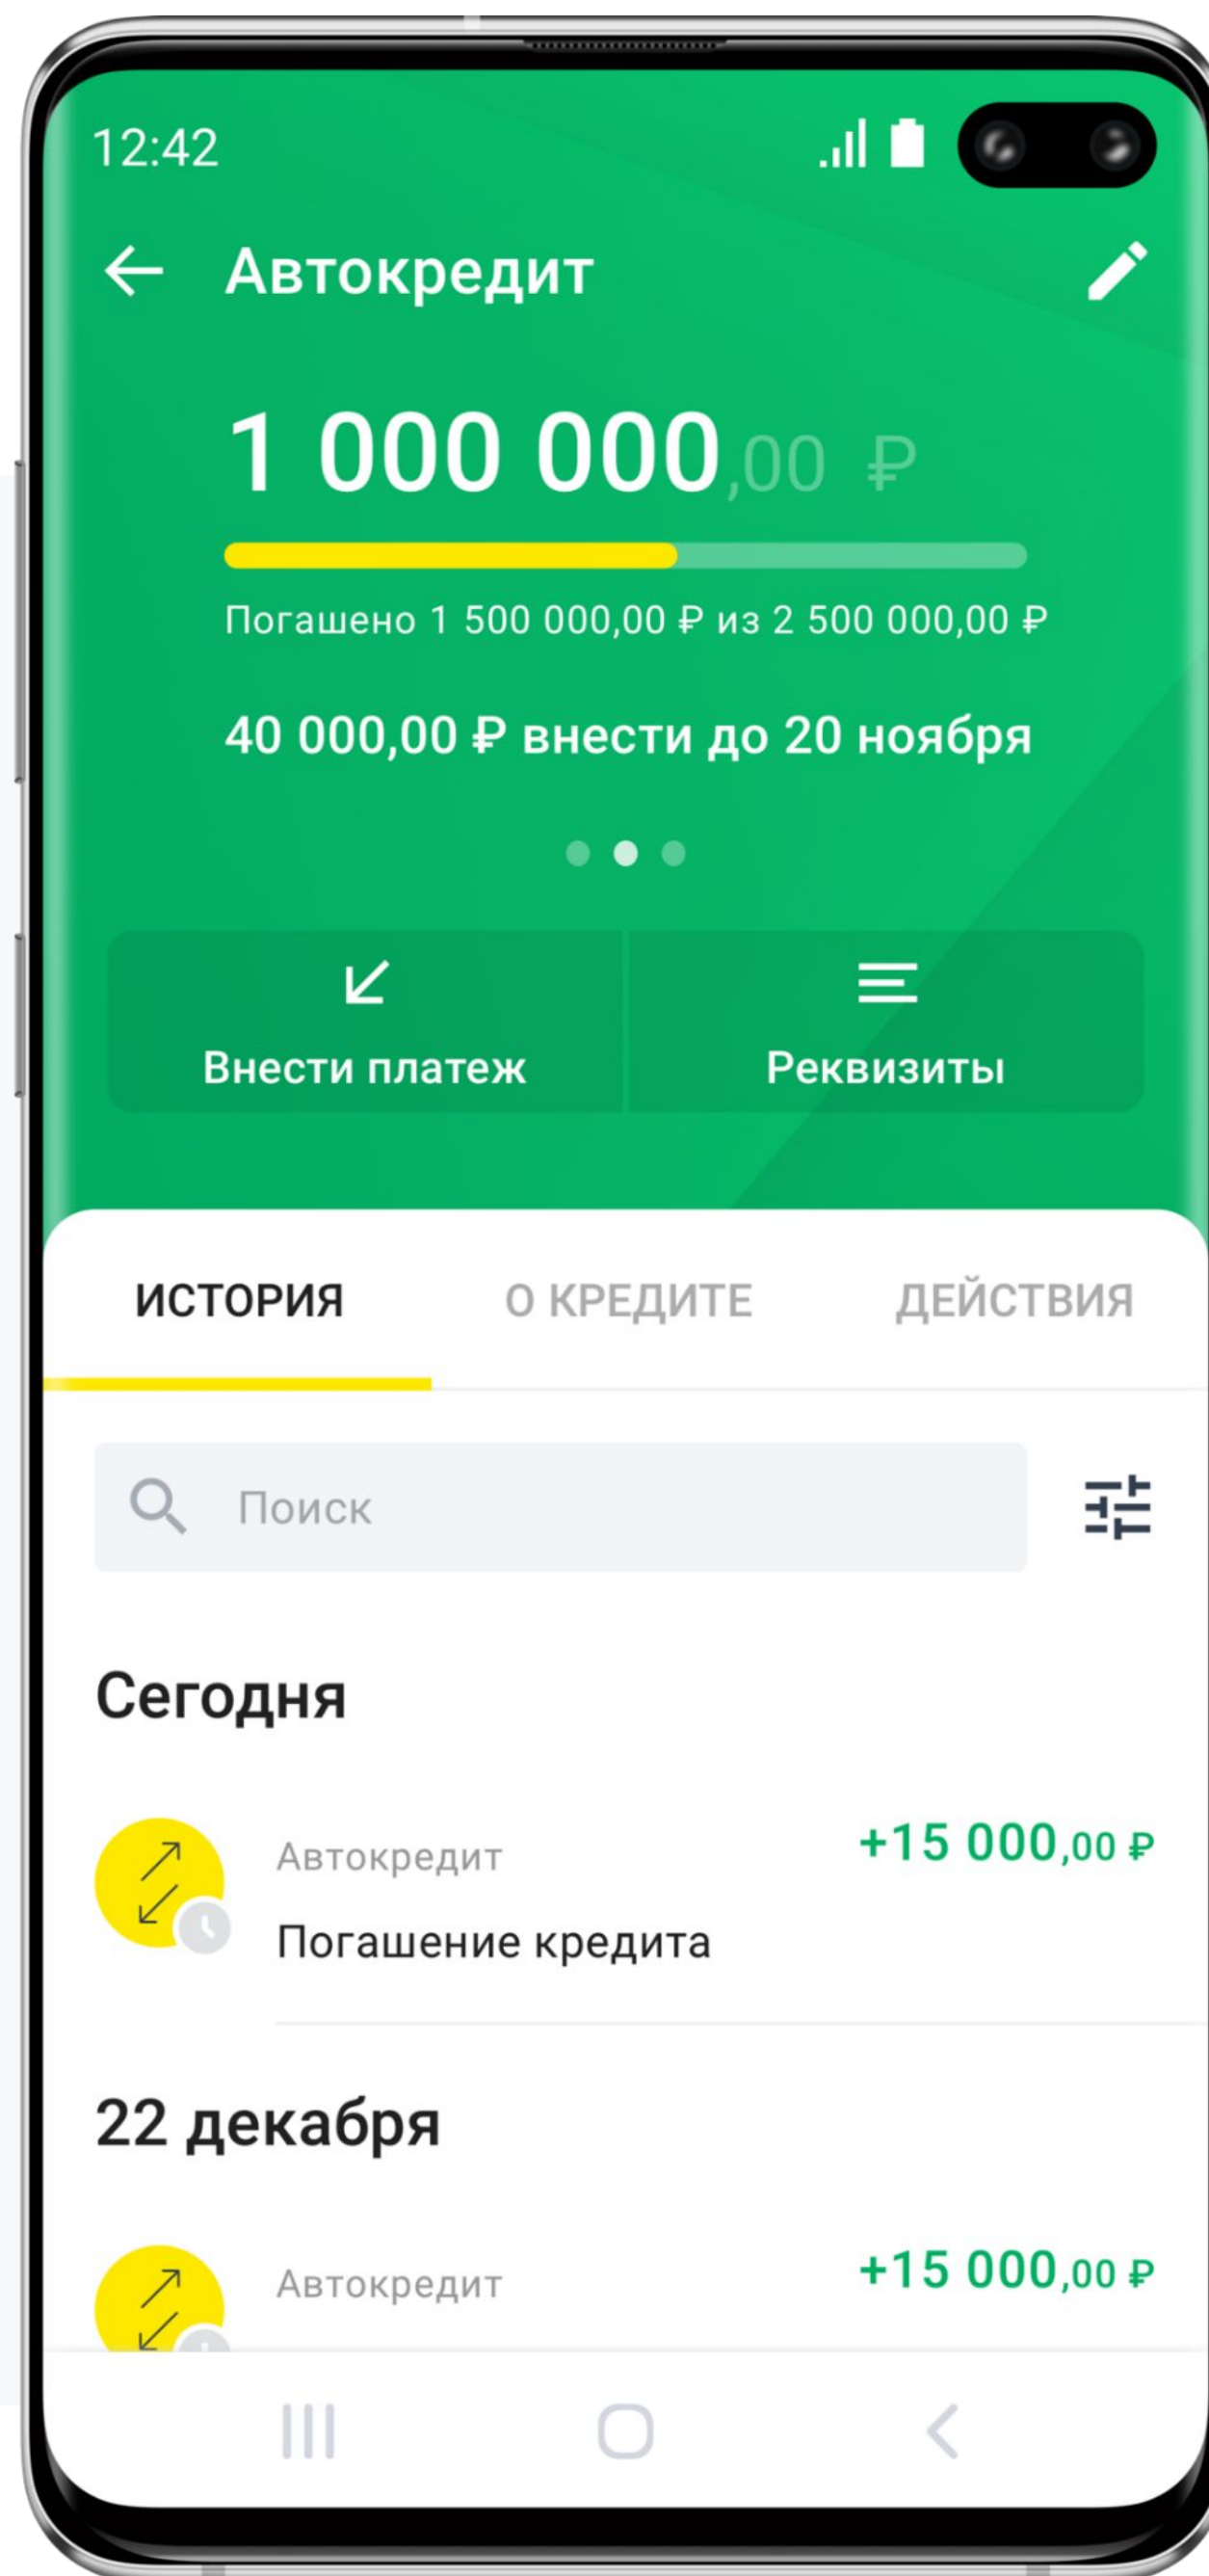 12:42
Автокредит
1 000 000,00 ₽
Погашено 1 500 000,00 ₽ из 2 500 000,00 ₽
40 000,00 ₽ внести до 20 ноября
Внести платеж
Реквизиты
ИСТОРИЯ
О КРЕДИТЕ
ДЕЙСТВИЯ
Поиск
Сегодня
Автокредит
+15 000,00 ₽
Погашение кредита
22 декабря
Автокредит
+15 000,00 ₽